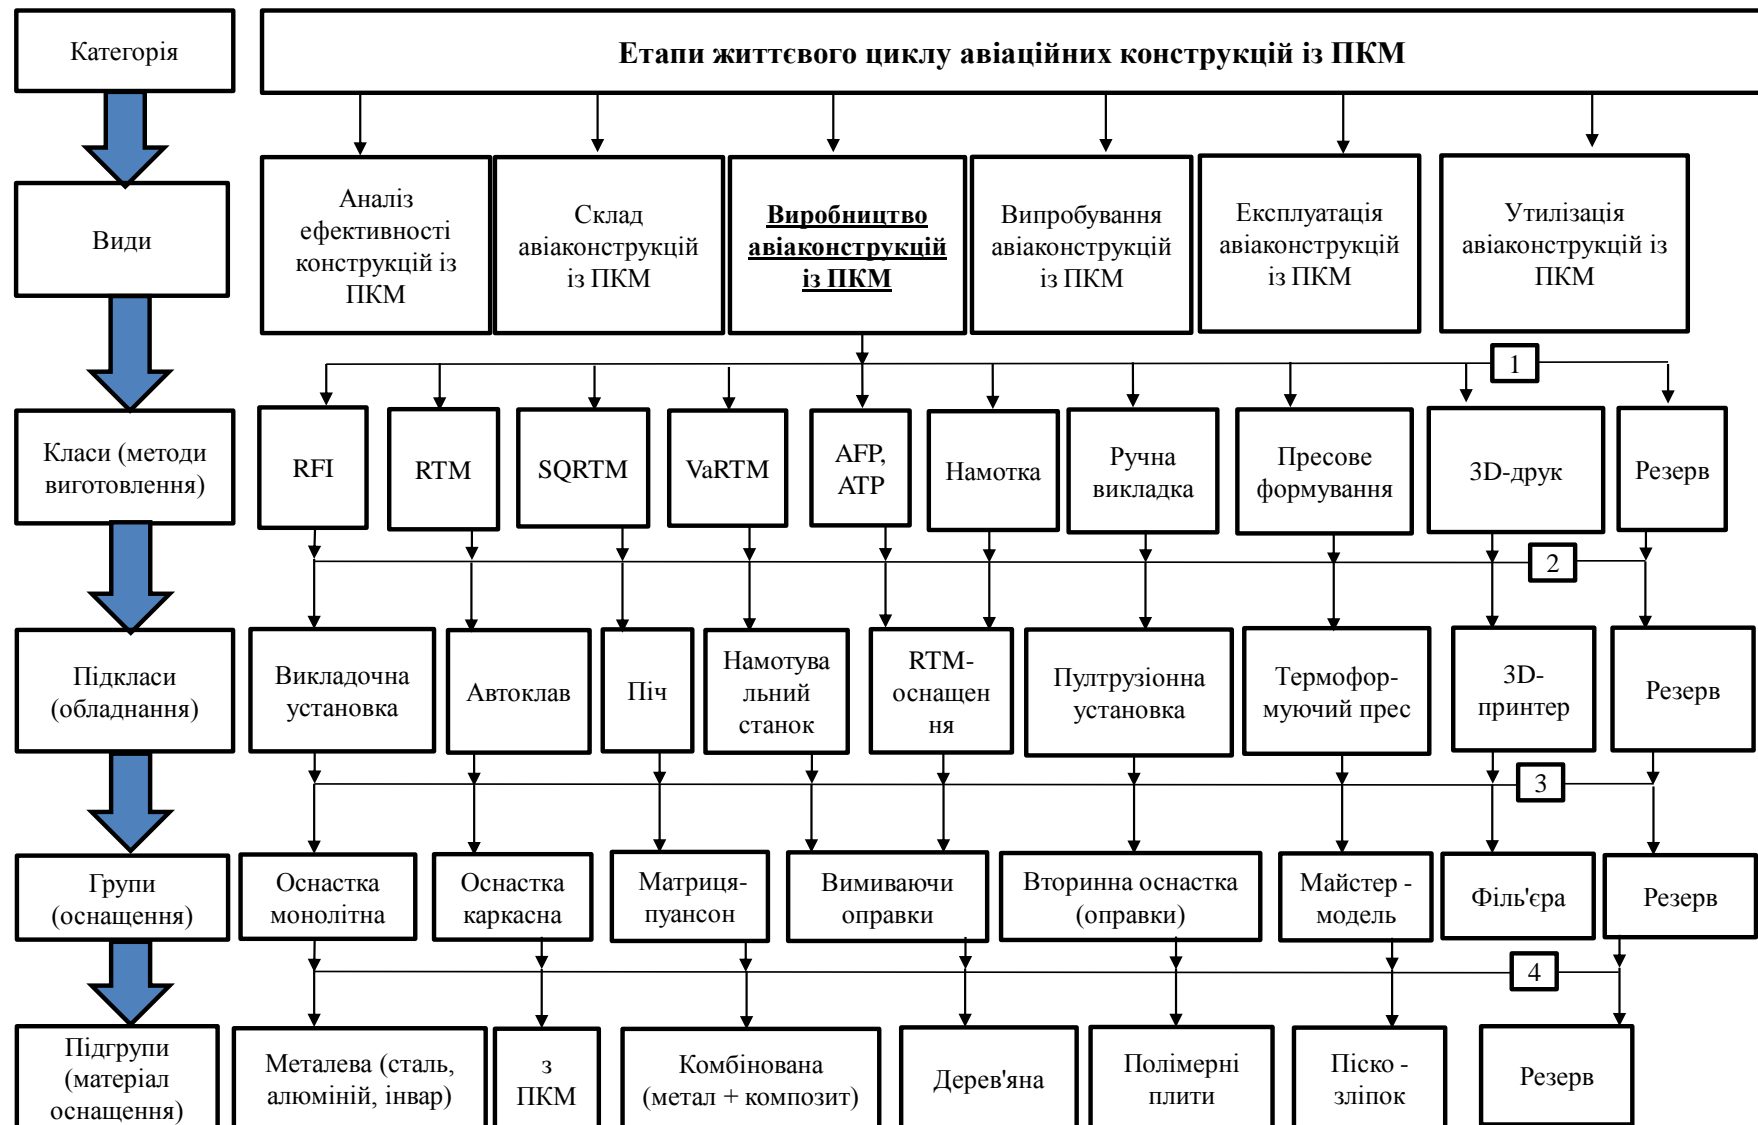 Категорія
Етапи життєвого циклу авіаційних конструкцій із ПКМ
Види
Аналіз
ефективності
конструкцій із
ПКМ
Склад
авіаконструкцій
із ПКМ
Виробництво
авіаконструкцій
із ПКМ
Випробування
авіаконструкцій
із ПКМ
Експлуатація
авіаконструкцій
із ПКМ
Утилізація
авіаконструкцій із
ПКМ
1
Класи (методи
виготовлення)
RFI
RTM
SQRTM
VaRTM
AFP,
ATP
Намотка
Ручна
викладка
Пресове
формування
3D-друк
Резерв
2
Підкласи
(обладнання)
Викладочна
установка
Автоклав
Піч
Намотува
льний
станок
RTM-
оснащен
ня
Пултрузіонна
установка
Термофор-
муючий прес
3D-
принтер
Резерв
3
Групи
(оснащення)
Оснастка
монолітна
Оснастка
каркасна
Матриця-
пуансон
Вимиваючи
оправки
Вторинна оснастка
(оправки)
Майстер -
модель
Філь'єра
Резерв
4
Підгрупи
(матеріал
оснащення)
Металева (сталь,
алюміній, інвар)
з
ПКМ
Комбінована
(метал + композит)
Дерев'яна
Полімерні
плити
Піско -
зліпок
Резерв